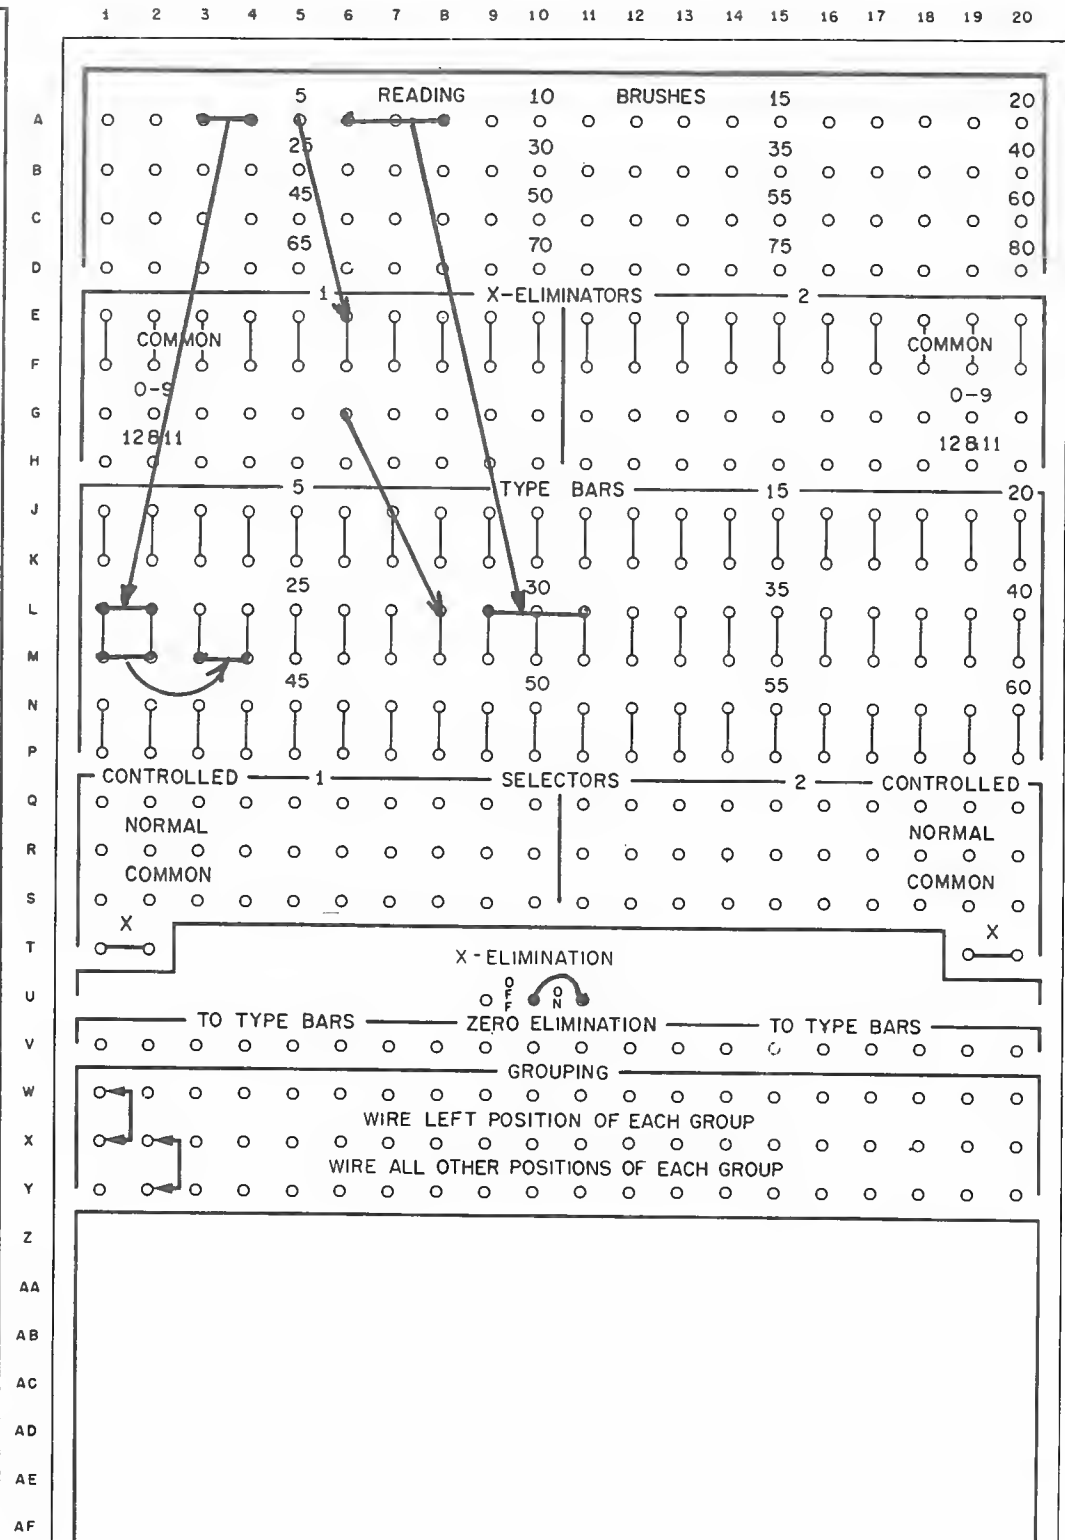 1 2 3 4 5 6 7 8 9 10 11 12 13 14 15 16 17 18 19 20
5 READING 10 BRUSHES 15 20
A
25 30 35 40
B
45 50 55 60
C
65 70 75 80
D
1 X-ELIMINATORS 2
E
COMMON COMMON
F
0-9 0-9
G
12&11 12&11
H
5 TYPE BARS 15 20
J
K
25 30 35 40
L
M
45 50 55 60
N
P
CONTROLLED 1 SELECTORS 2 CONTROLLED
Q
NORMAL NORMAL
R
COMMON COMMON
S
X X
T
X-ELIMINATION
U OFF ON
TO TYPE BARS ZERO ELIMINATION TO TYPE BARS
V
GROUPING
W
WIRE LEFT POSITION OF EACH GROUP
X
WIRE ALL OTHER POSITIONS OF EACH GROUP
Y
Z
AA
AB
AC
AD
AE
AF